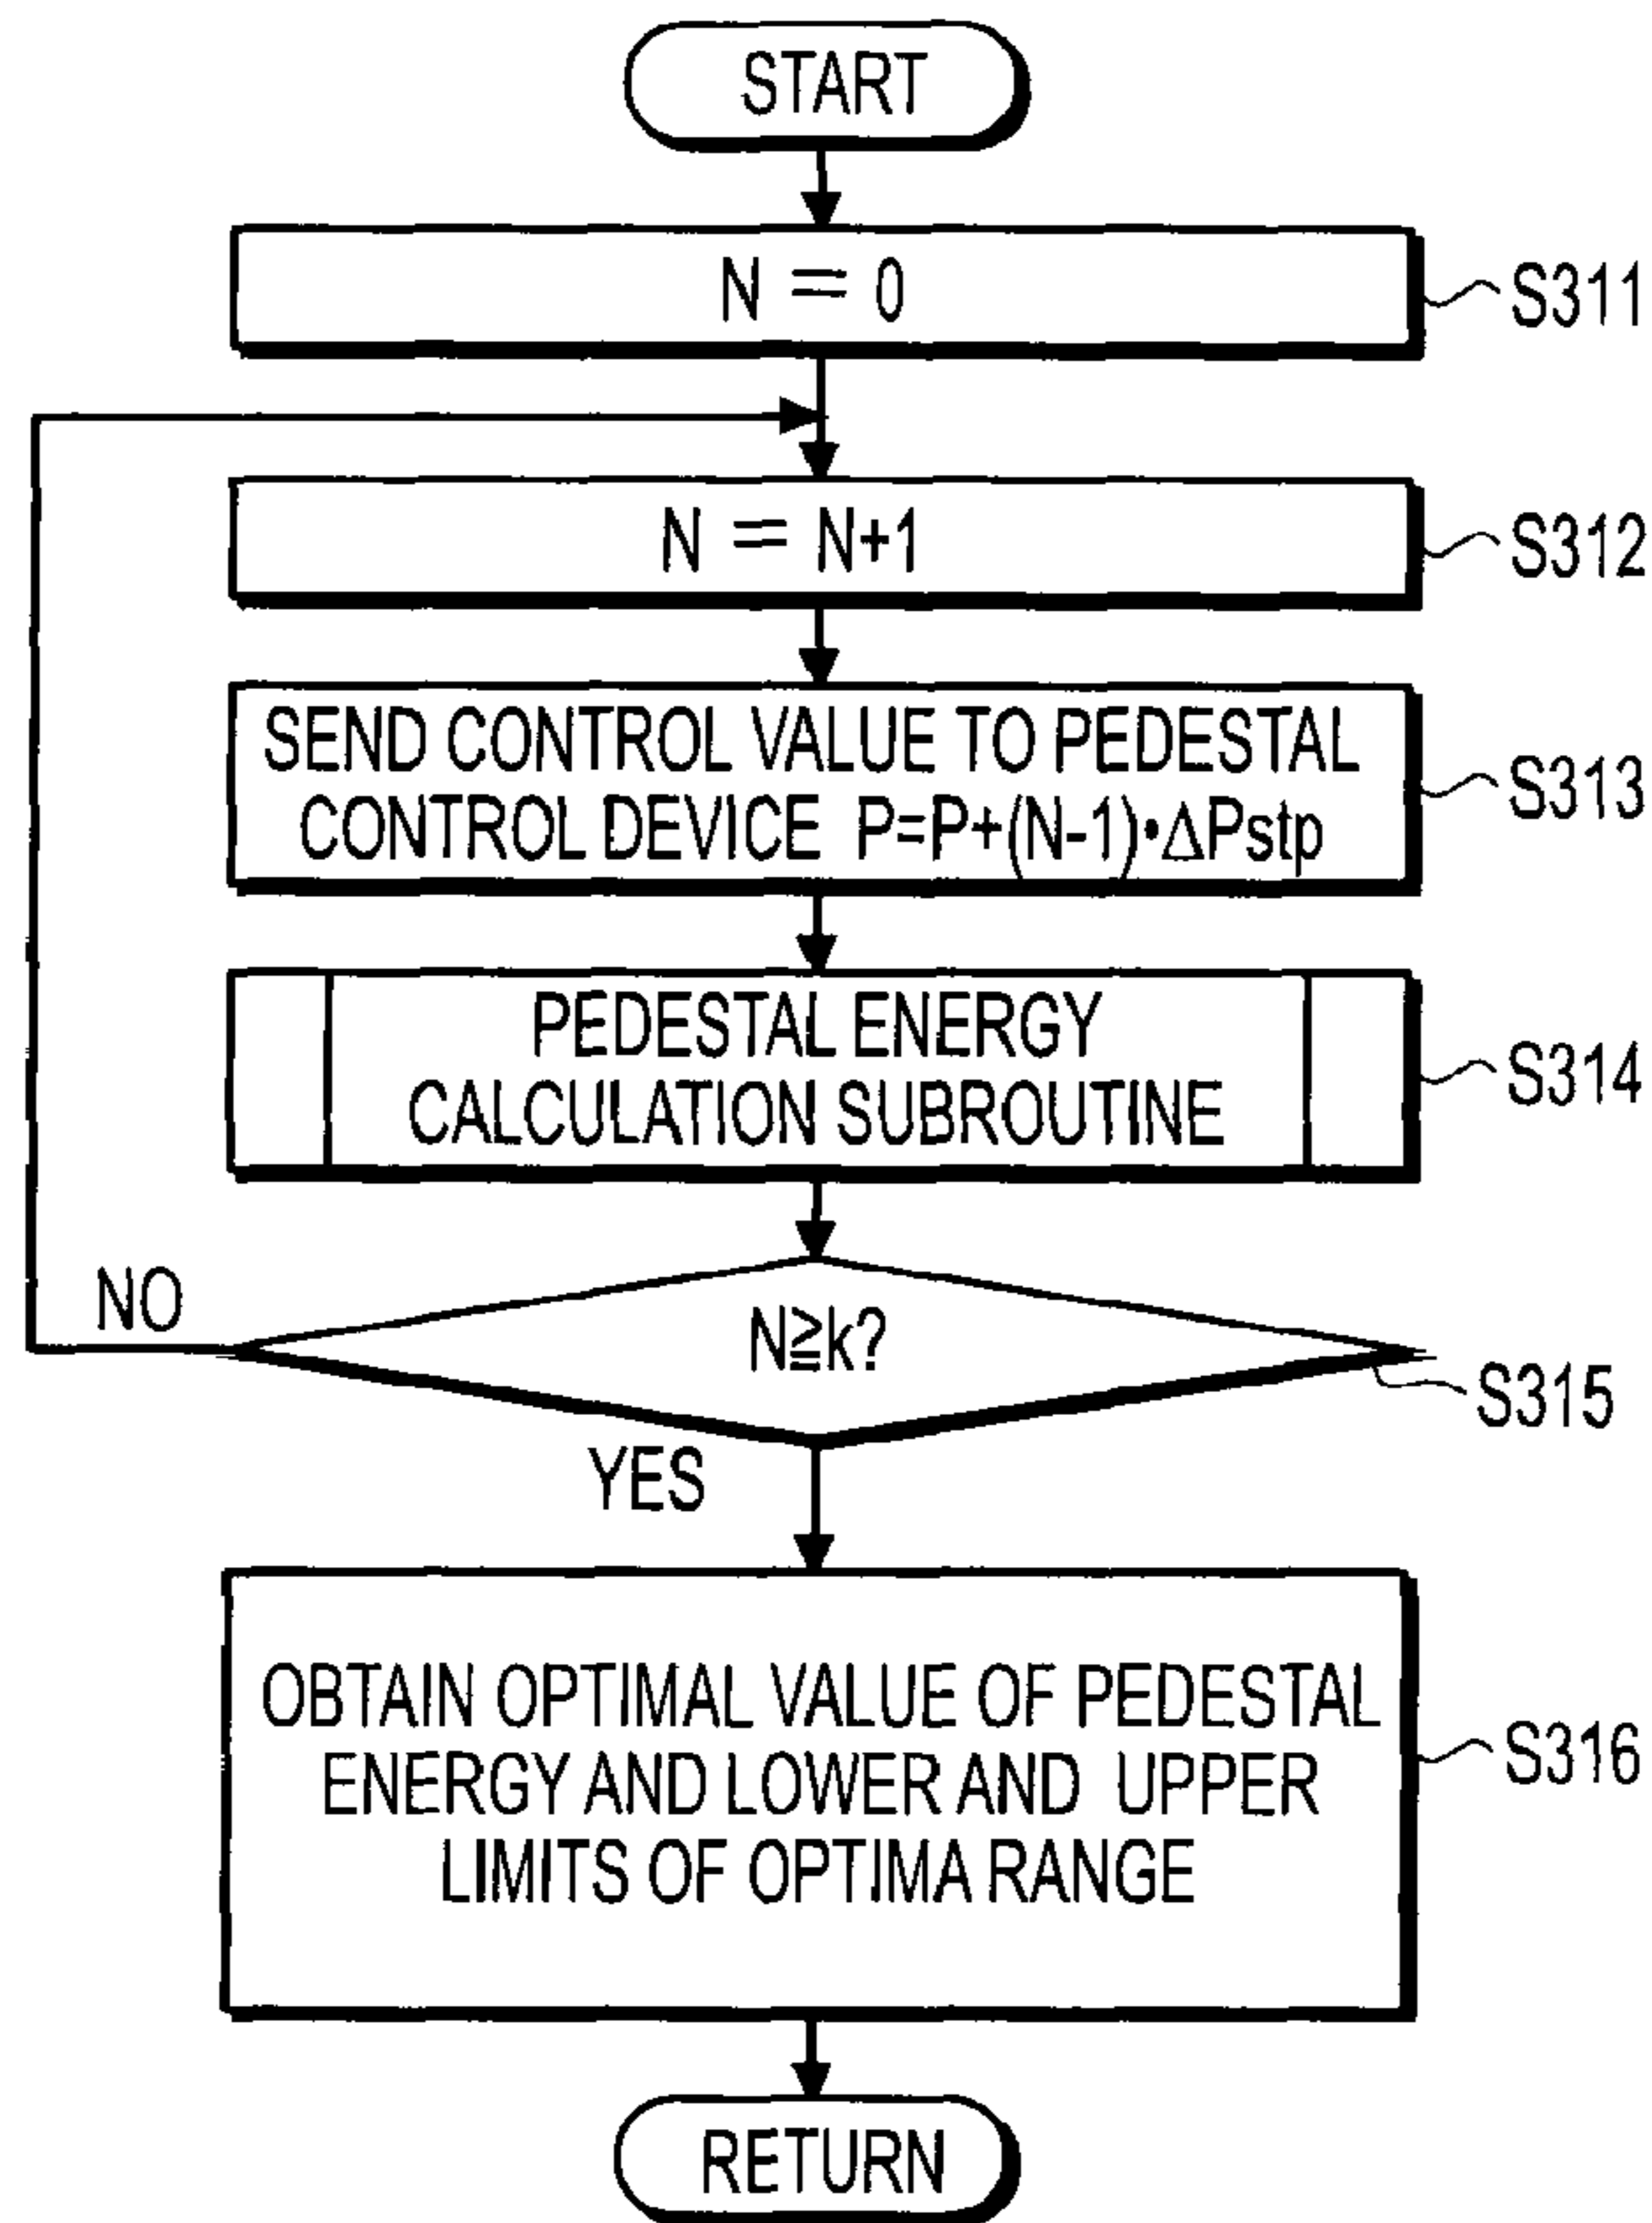 START
N = 0
S311
N = N+1
S312
SEND CONTROL VALUE TO PEDESTAL
CONTROL DEVICE P=P+(N-1)•ΔPstp
S313
PEDESTAL ENERGY
CALCULATION SUBROUTINE
S314
NO
N≧k?
S315
YES
OBTAIN OPTIMAL VALUE OF PEDESTAL
ENERGY AND LOWER AND UPPER
LIMITS OF OPTIMA RANGE
S316
RETURN